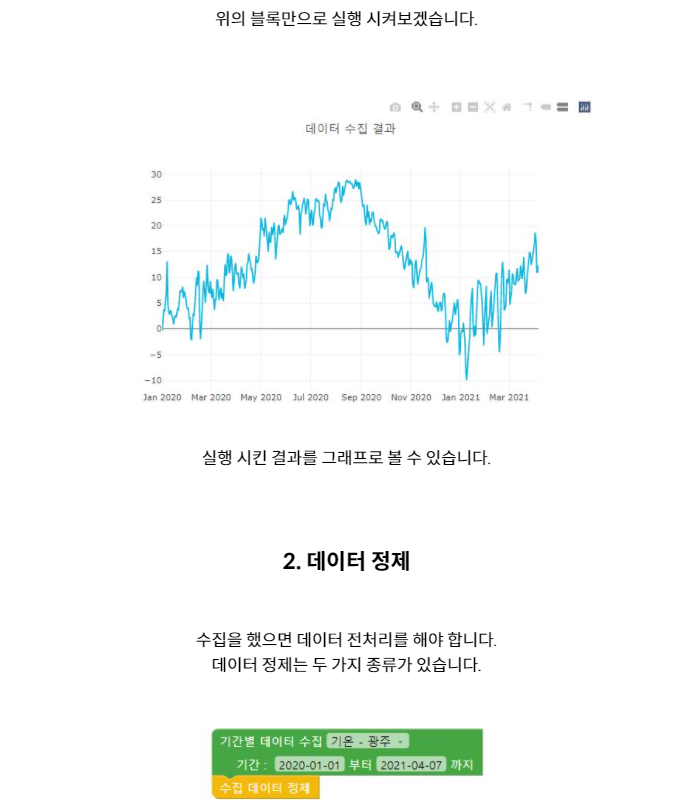 위의 블록만으로 실행 시켜보겠습니다.
데이터 수집 결과
30
25
20
15
10
5
0
−5
−10
Jan 2020 Mar 2020 May 2020 Jul 2020 Sep 2020 Nov 2020 Jan 2021 Mar 2021
실행 시킨 결과를 그래프로 볼 수 있습니다.
2. 데이터 정제
수집을 했으면 데이터 전처리를 해야 합니다.
데이터 정제는 두 가지 종류가 있습니다.
기간별 데이터 수집 기온 - 광주
기간 : 2020-01-01 부터 2021-04-07 까지
수집 데이터 정제